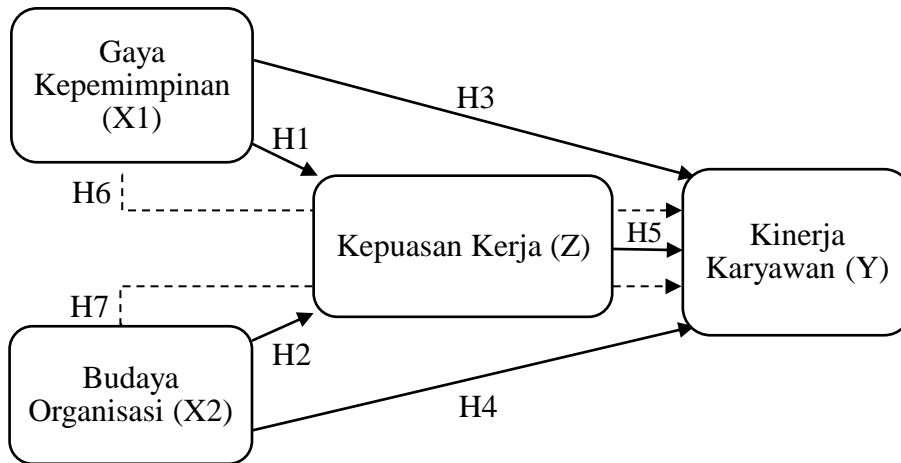 Gaya
Kepemimpinan
(X1)
H3
H1
H6
Kepuasan Kerja (Z)
H5
Kinerja
Karyawan (Y)
H7
H2
Budaya
Organisasi (X2)
H4